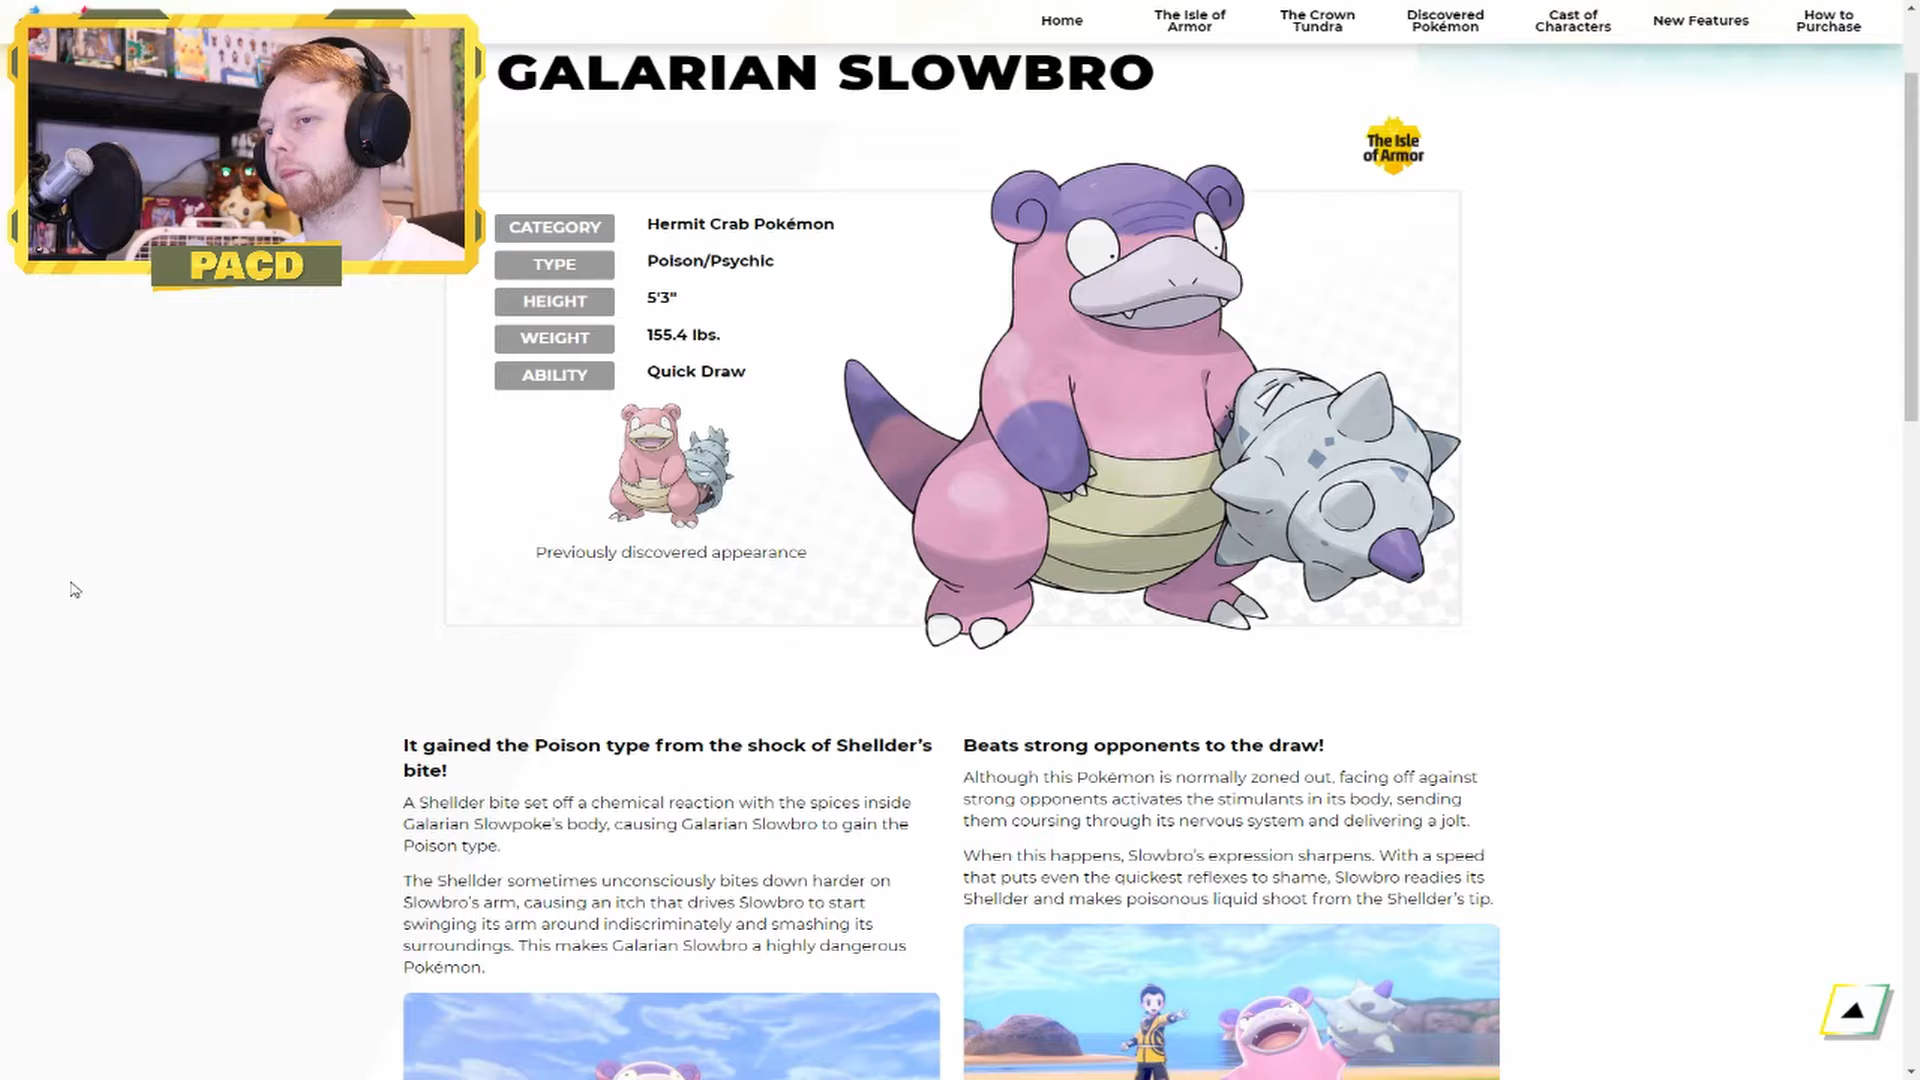 Home
The Isle of
Armor
The Crown
Tundra
Discovered
Pokémon
Cast of
Characters
New Features
How to
Purchase
GALARIAN SLOWBRO
The Isle
of Armor
PACD
CATEGORY Hermit Crab Pokémon
TYPE Poison/Psychic
HEIGHT 5'3"
WEIGHT 155.4 lbs.
ABILITY Quick Draw
Previously discovered appearance
It gained the Poison type from the shock of Shellder’s
bite!
A Shellder bite set off a chemical reaction with the spices inside
Galarian Slowpoke’s body, causing Galarian Slowbro to gain the
Poison type.
The Shellder sometimes unconsciously bites down harder on
Slowbro’s arm, causing an itch that drives Slowbro to start
swinging its arm around indiscriminately and smashing its
surroundings. This makes Galarian Slowbro a highly dangerous
Pokémon.
Beats strong opponents to the draw!
Although this Pokémon is normally zoned out, facing off against
strong opponents activates the stimulants in its body, sending
them coursing through its nervous system and delivering a jolt.
When this happens, Slowbro’s expression sharpens. With a speed
that puts even the quickest reflexes to shame, Slowbro readies its
Shellder and makes poisonous liquid shoot from the Shellder’s tip.